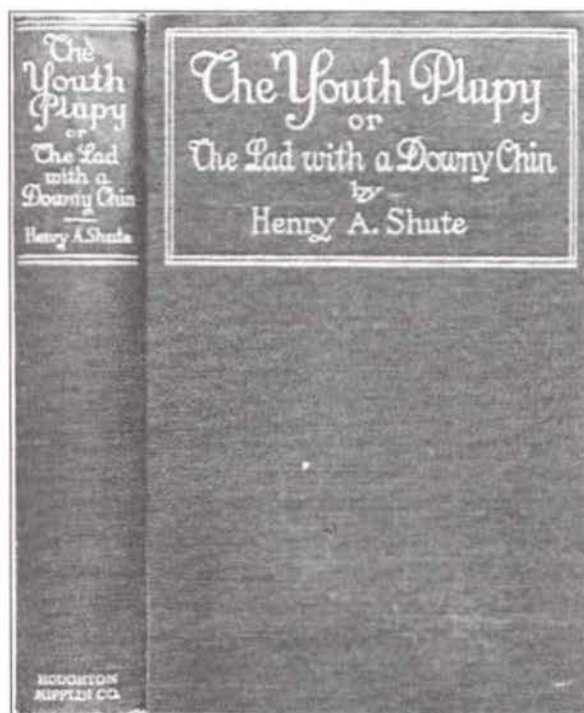 The
Youth
Plupy
or
The Lad
with a
Downy Chin
Henry A. Shute
HOUGHTON
MIFFLIN CO.
The Youth Plupy
or
The Lad with a Downy Chin
by
Henry A. Shute